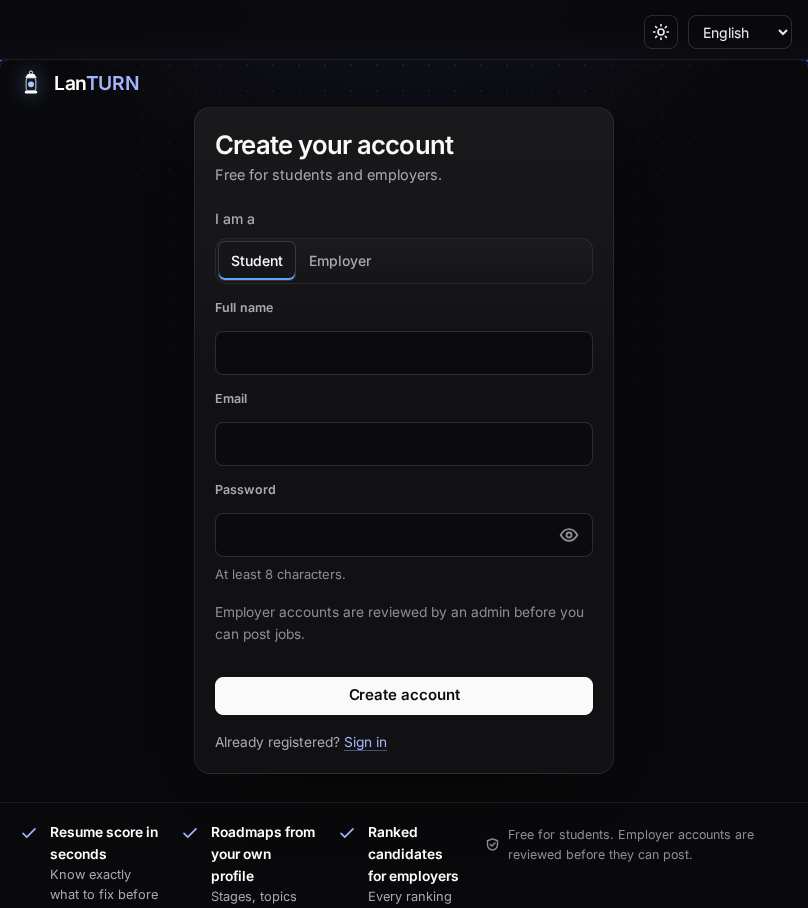 English
LanTURN
Create your account
Free for students and employers.
I am a
Student
Employer
Full name
Email
Password
At least 8 characters.
Employer accounts are reviewed by an admin before you
can post jobs.
Create account
Already registered? Sign in
Resume score in
seconds
Know exactly
what to fix before
Roadmaps from
your own
profile
Stages, topics
Ranked
candidates
for employers
Every ranking
Free for students. Employer accounts are
reviewed before they can post.